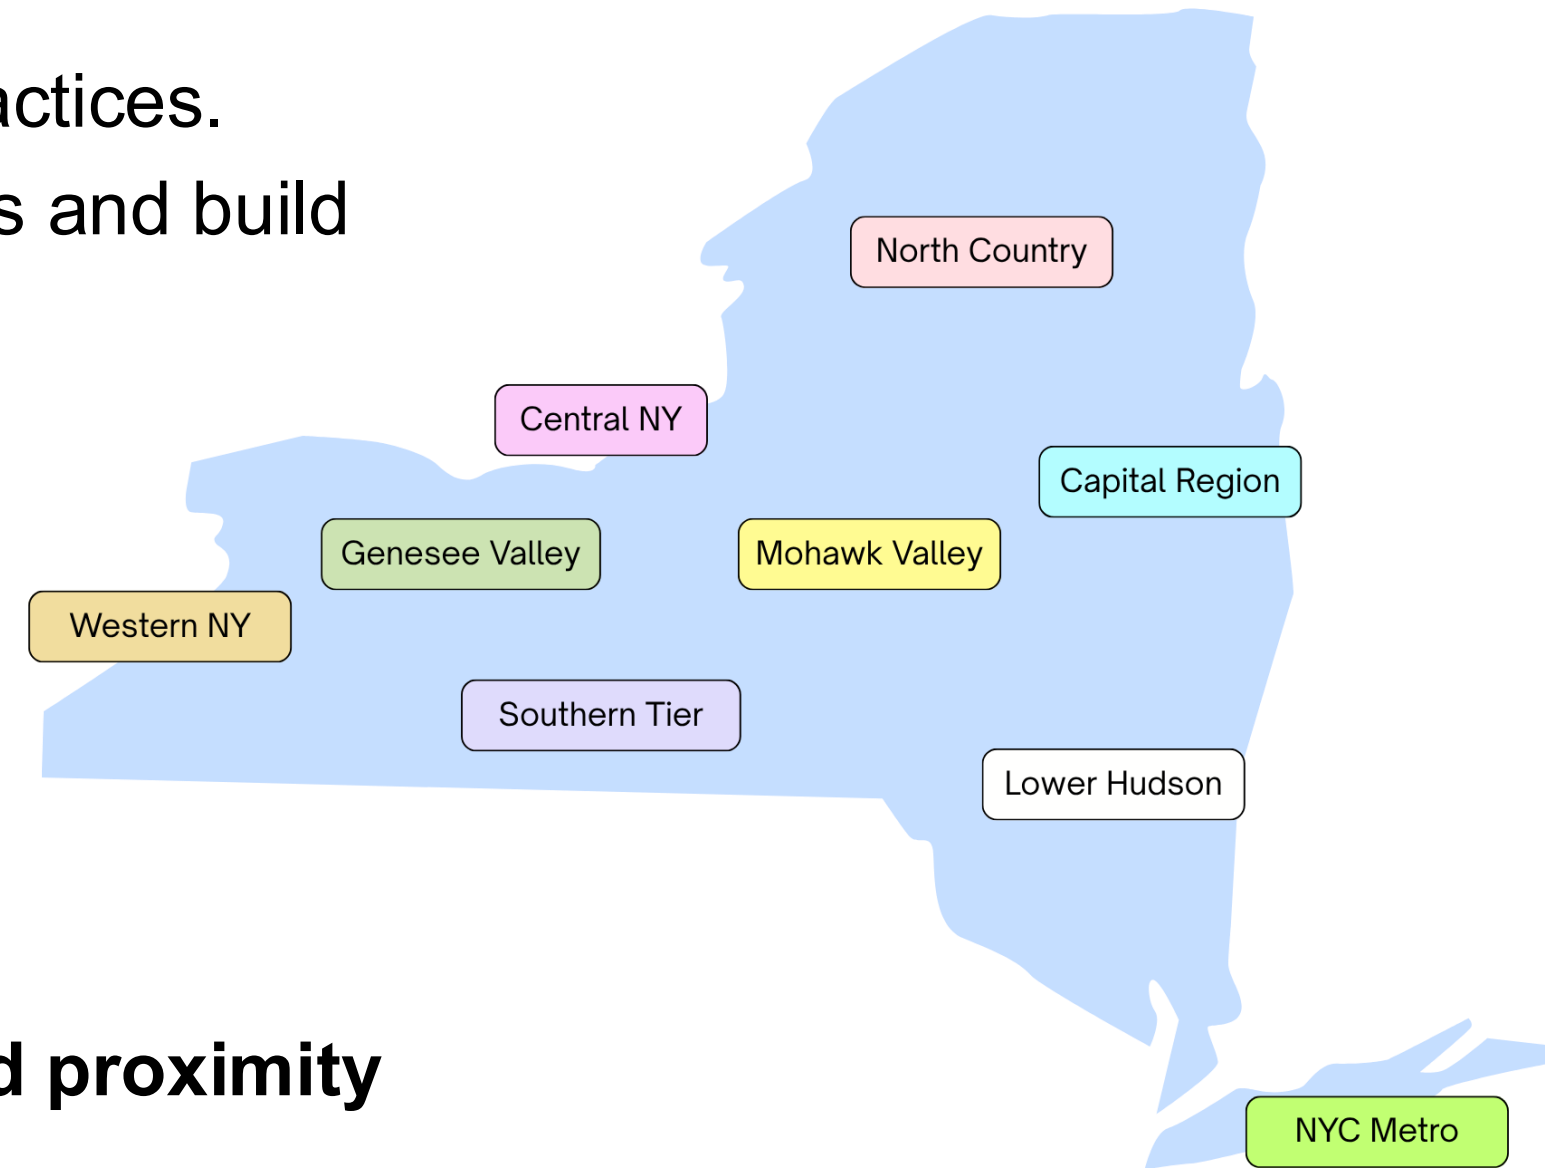 actices.
s and build
North Country
Central NY
Capital Region
Genesee Valley
Mohawk Valley
Western NY
Southern Tier
Lower Hudson
d proximity
NYC Metro